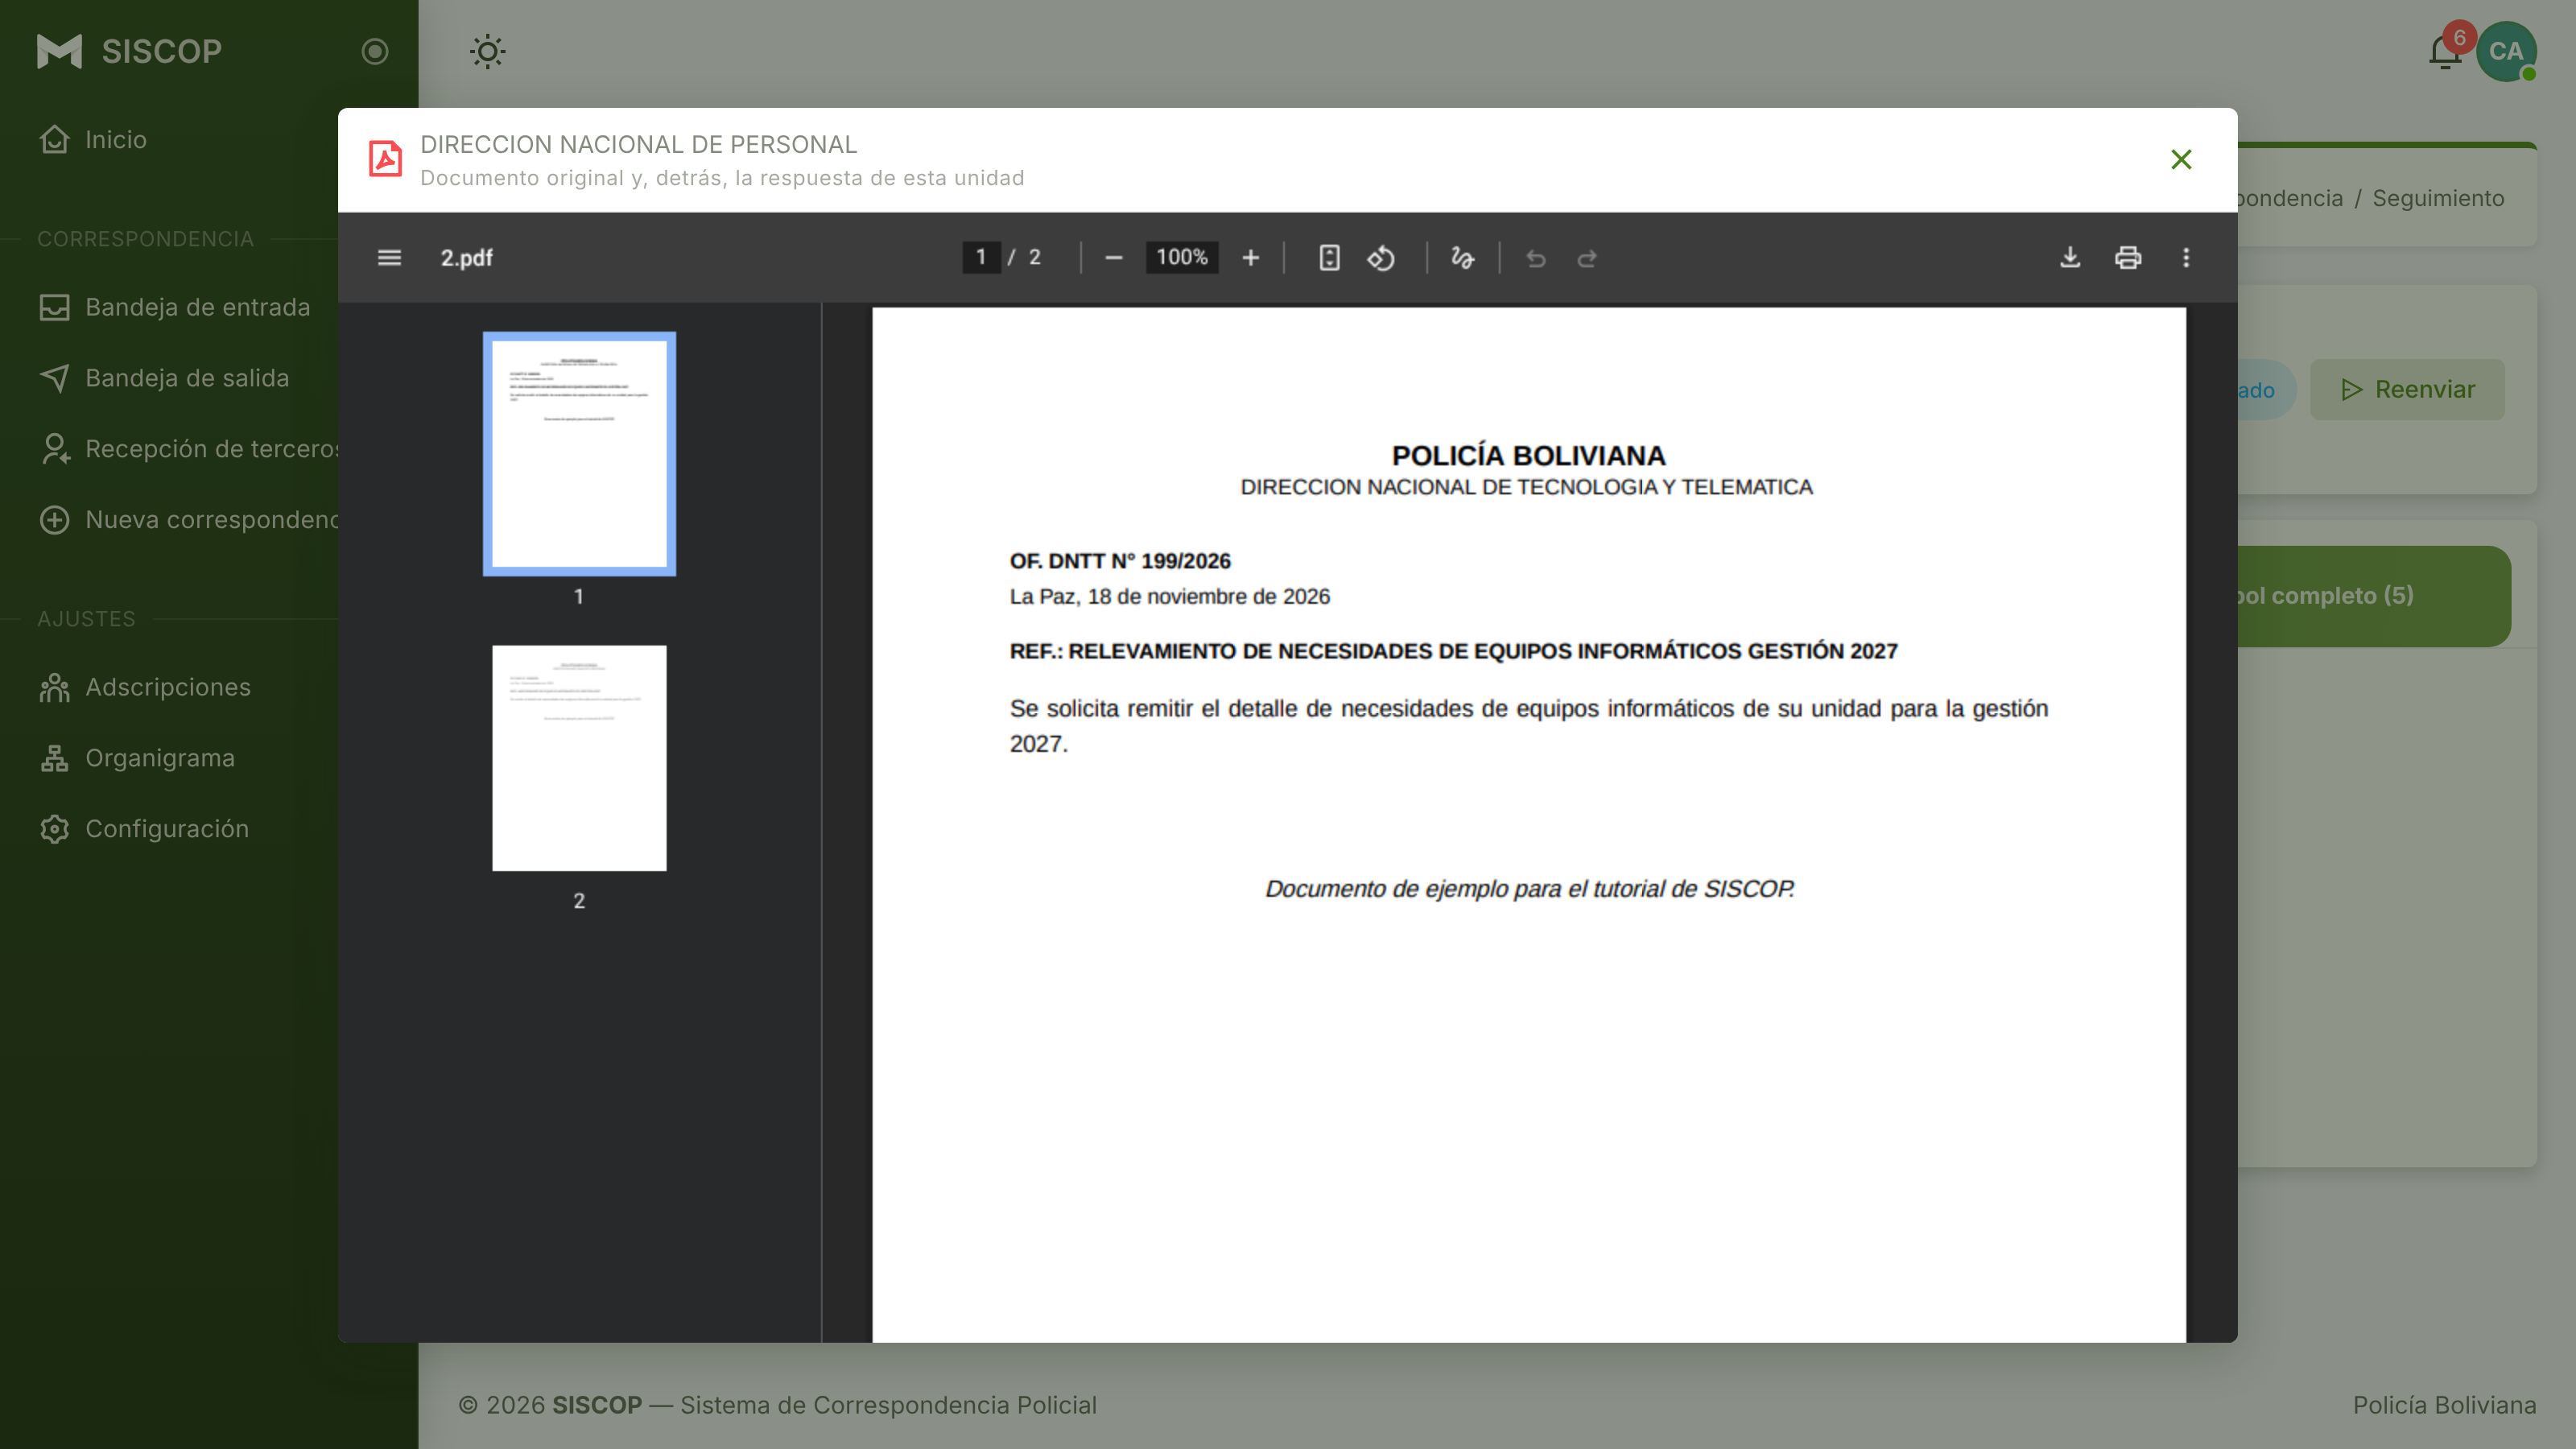 SISCOP
6
CA
Inicio
CORRESPONDENCIA
Bandeja de entrada
Bandeja de salida
Recepción de
Nueva
AJUSTES
Adscripciones
Organigrama
Configuración
DIRECCION NACIONAL DE PERSONAL
Documento original y, detrás, la respuesta de esta unidad
2.pdf
1 / 2
100%
1
2
POLICÍA BOLIVIANA
DIRECCION NACIONAL DE TECNOLOGIA Y TELEMATICA
OF. DNTT N° 199/2026
La Paz, 18 de noviembre de 2026
REF.: RELEVAMIENTO DE NECESIDADES DE EQUIPOS INFORMÁTICOS GESTIÓN 2027
Se solicita remitir el detalle de necesidades de equipos informáticos de su unidad para la gestión
2027.
Documento de ejemplo para el tutorial de SISCOP.
/ Seguimiento
Reenviar
completo (5)
© 2026 SISCOP — Sistema de Correspondencia Policial
Policía Boliviana